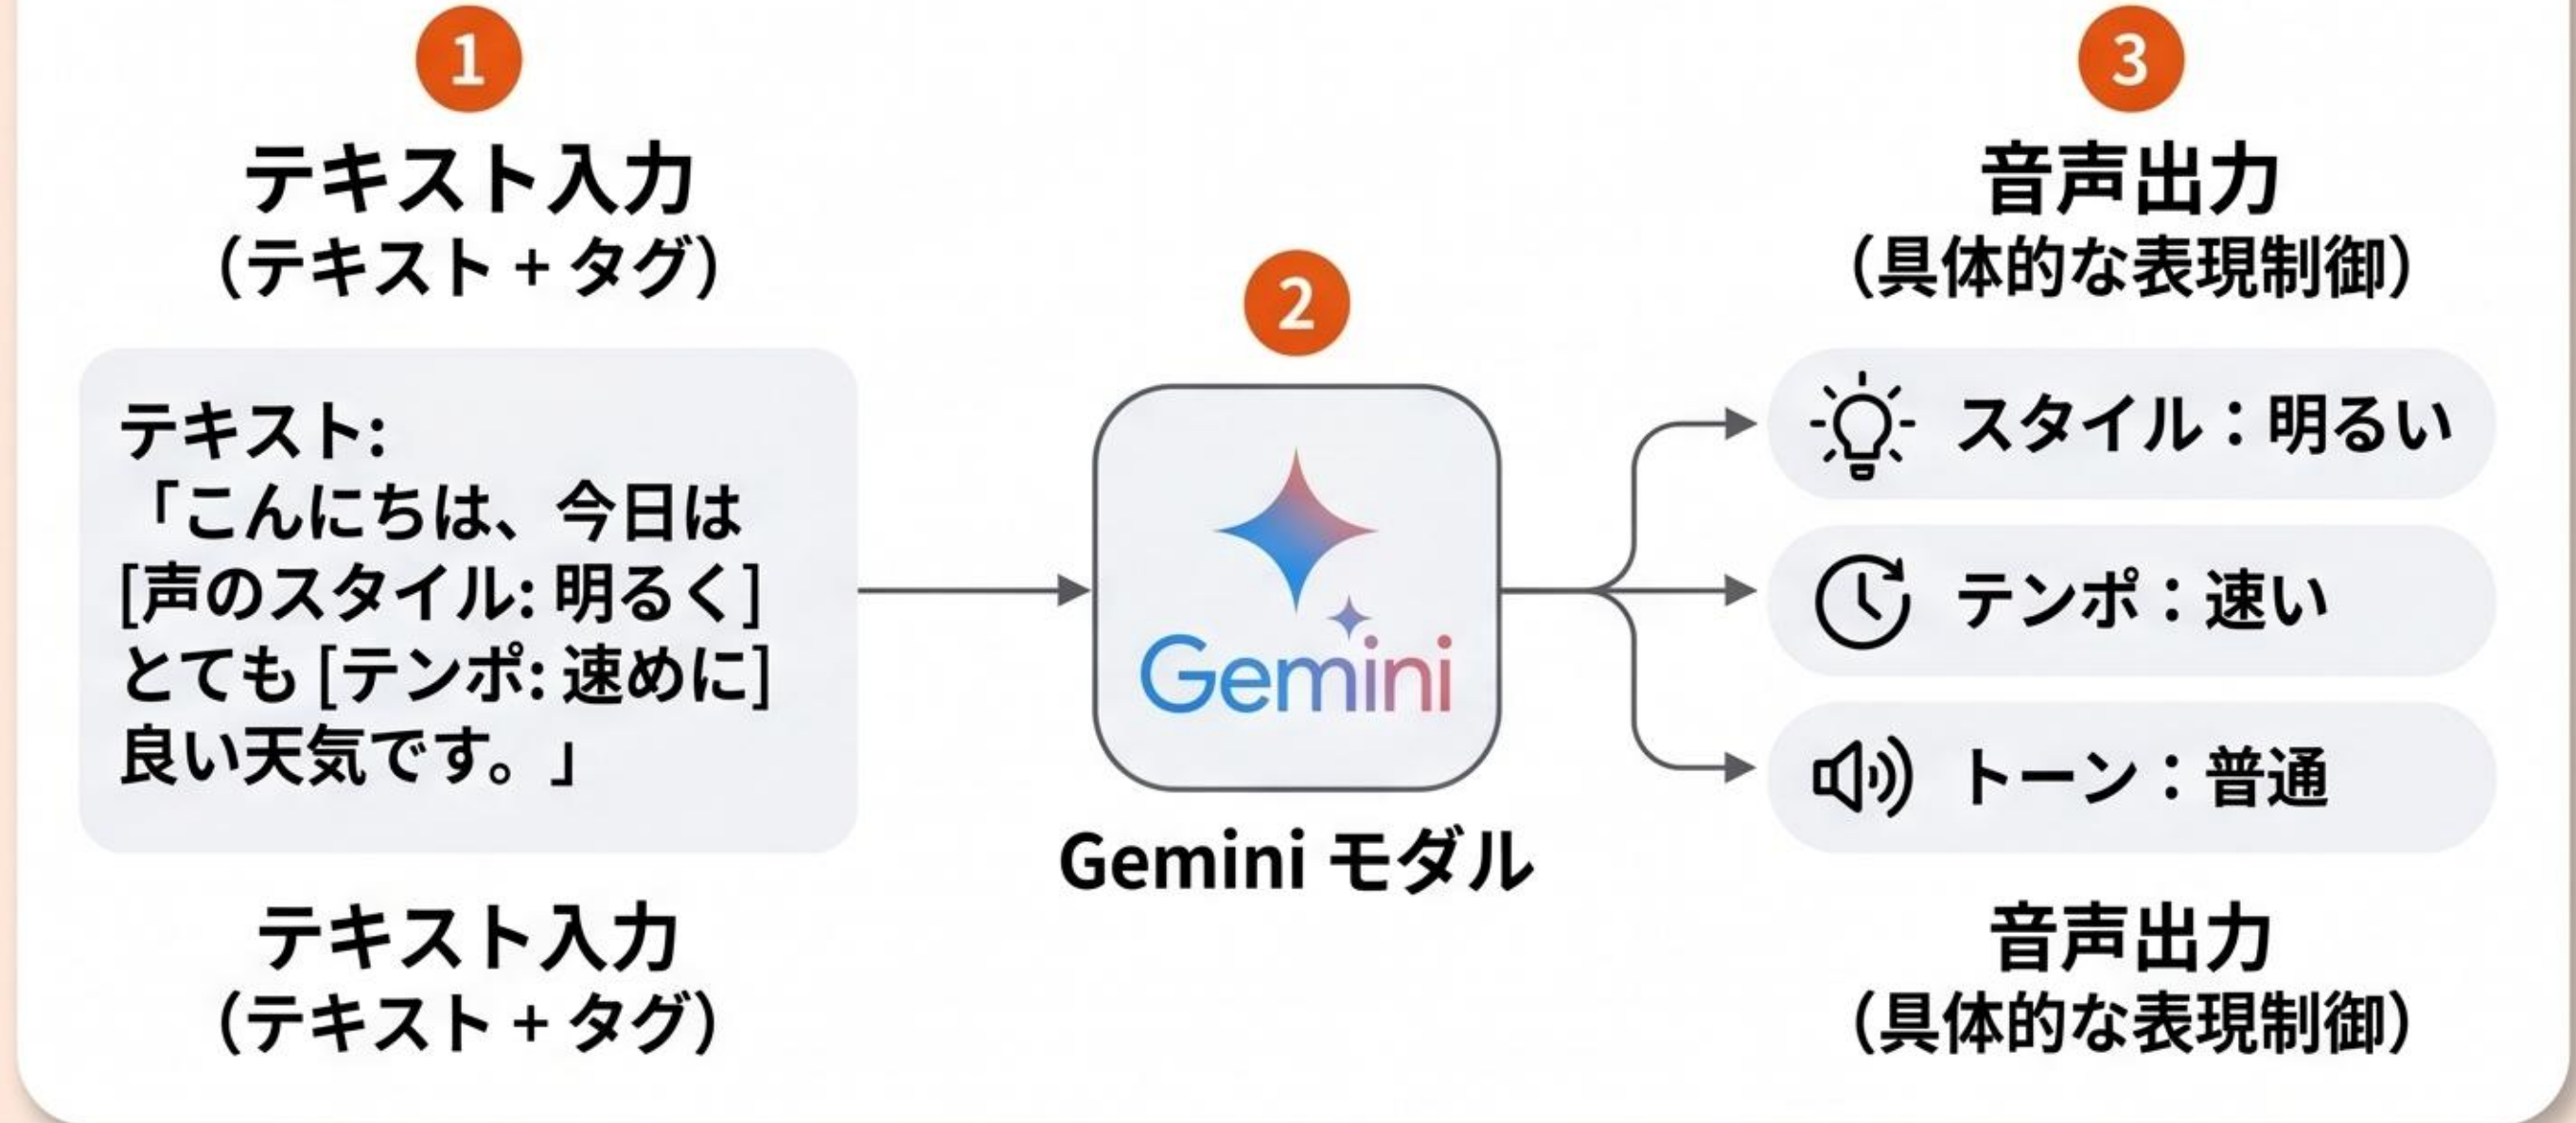 1
テキスト入力
（テキスト + タグ）
テキスト:
「こんにちは、今日は
[声のスタイル: 明るく]
とても [テンポ: 速めに]
良い天気です。」
テキスト入力
（テキスト + タグ）
2
Gemini
Gemini モダル
3
音声出力
（具体的な表現制御）
スタイル：明るい
テンポ：速い
トーン：普通
音声出力
（具体的な表現制御）